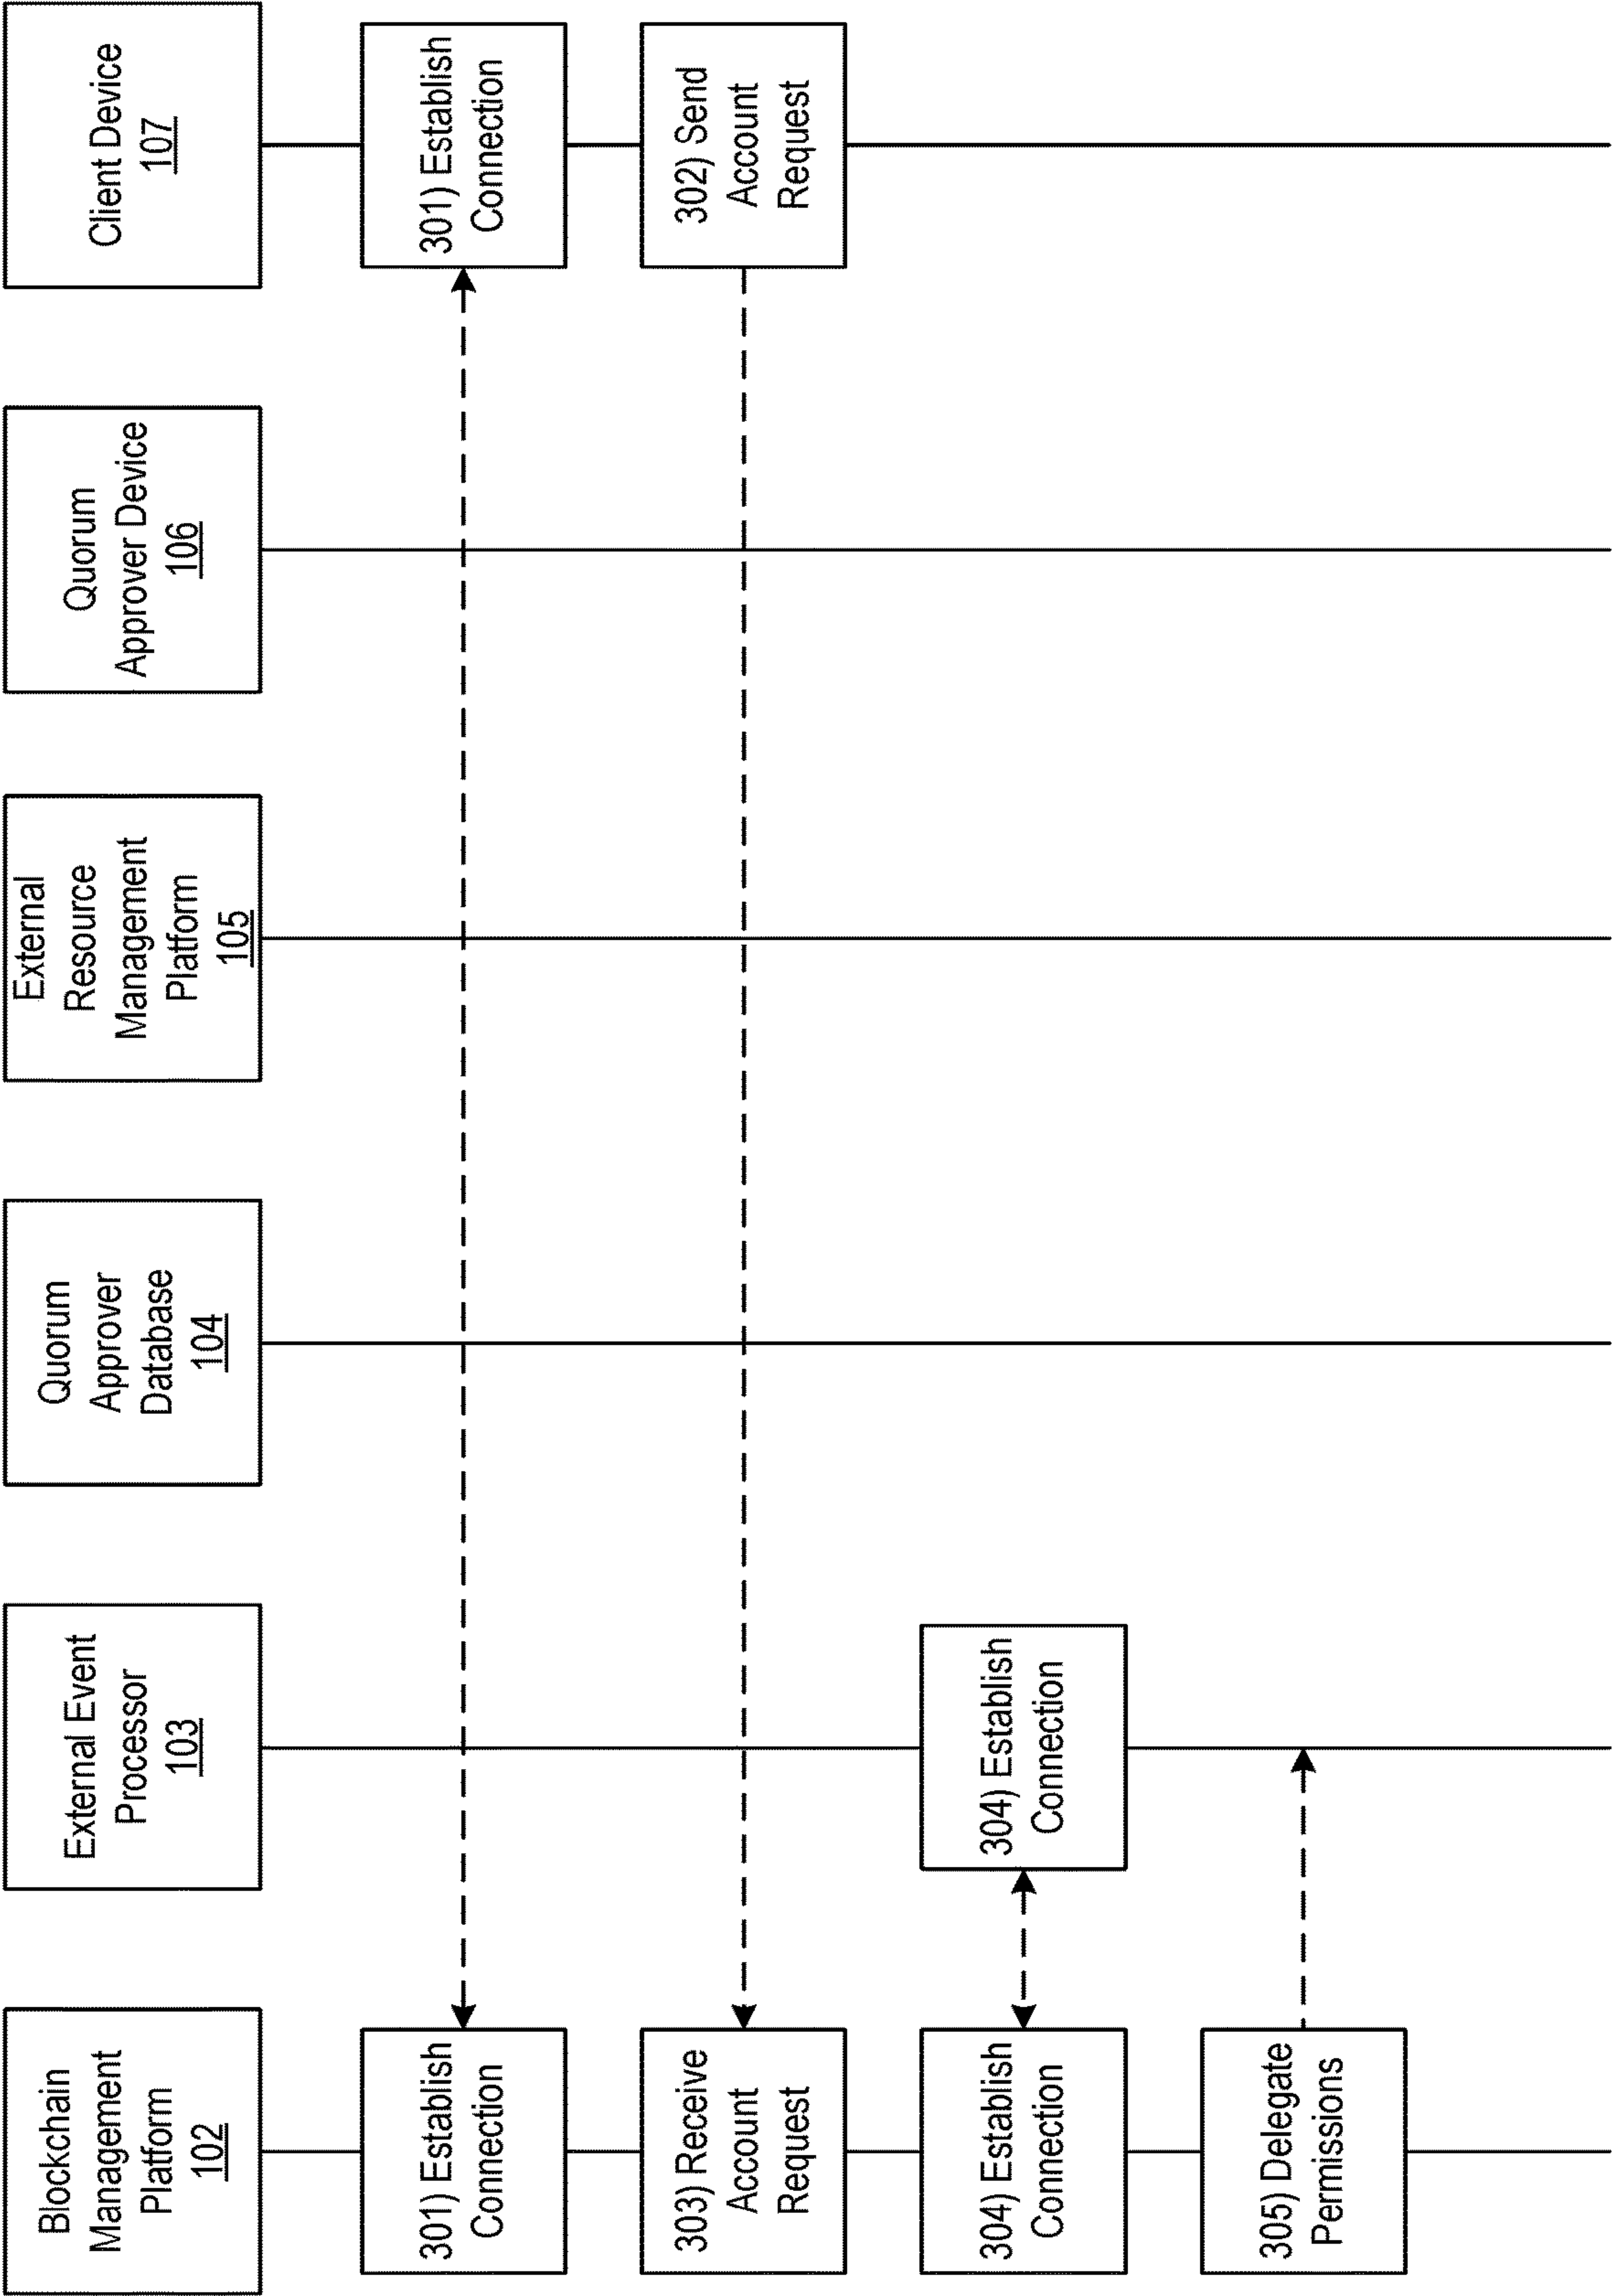 Blockchain
Management
Platform
102
External Event
Processor
103
Quorum
Approver
Database
104
External
Resource
Management
Platform
105
Quorum
Approver Device
106
Client Device
107
301) Establish
Connection
301) Establish
Connection
303) Receive
Account
Request
302) Send
Account
Request
304) Establish
Connection
304) Establish
Connection
305) Delegate
Permissions